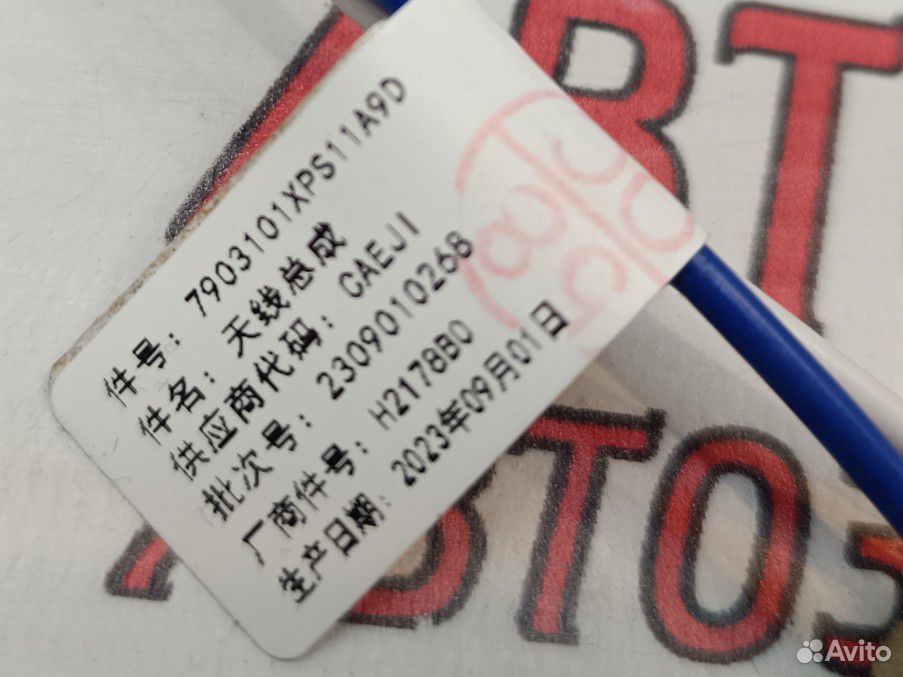 件号: 7903101XPS11A9D
件名: 天线总成
供应商代码: CAEJI
批次号: 2309010268
厂商件号: H2178B0
生产日期: 2023年09月01日
Avito